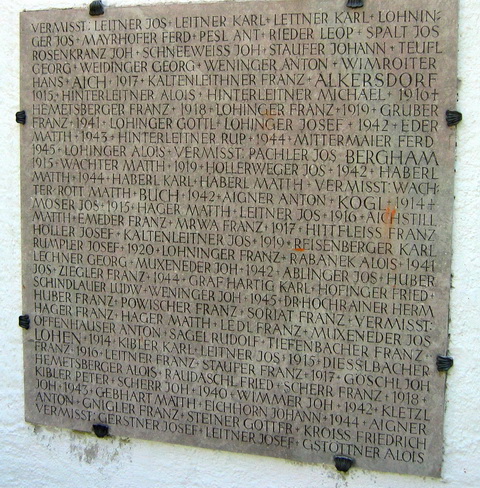 VERMISST: LEITNER JOS + LEITNER KARL + LETTNER KARL + LOHNIN:
GER JOS + MAYRHOFER FERD + PESL ANT + RIEDER LEOP + SPALT JOS
ROSENKRANZ JOH + SCHNEEWEISS JOH + STAUFER JOHANN + TEUFL
GEORG + WEIDINGER GEORG + WENINGER ANTON + WIMROITER
HANS + AICH + 1917 + KALTENLEITHNER FRANZ + ALKERSDORF
1915 + HINTERLEITNER ALOIS + HINTERLEITNER MICHAEL + 1916 +
HEMETSBERGER FRANZ + 1918 + LOHINGER FRANZ + 1919 + GRUBER
FRANZ + 1941 + LOHINGER GOTTL + LOHINGER JOSEF + 1942 + EDER
MATH + 1943 + HINTERLEITNER RUP + 1944 + MITTERMAIER FERD
1945 + LOHINGER ALOIS + VERMISST: PACHLER JOS BERGHAM
1915 + WACHTER MATTH + 1919 + HOLLERWEGER JOS + 1942 + HABERL
MATTH + 1944 + HABERL KARL + HABERL MATTH + VERMISST: WACH:
TER + ROTT MATTH + BUCH + 1942 + AIGNER ANTON + KOGL + 1914 +
MOSER JOS + 1915 + HAGER MATTH + LEITNER JOS + 1916 + AICHSTILL
MATTH + EMEDER FRANZ + MRWA FRANZ + 1917 + HITTFLEISS FRANZ
HOLLER JOSEF + KALTENLEITNER JOS + 1919 + REISENBERGER KARL
RUMPLER JOSEF + 1920 + LOHNINGER FRANZ + RABANEK ALOIS + 1941
LECHNER GEORG + AUXENEDER JOH + 1942 + ABLINGER JOS + HUBER
JOS + ZIEGLER FRANZ + 1944 + GRAF HARTIG KARL + HOFINGER FRIED +
SCHINDLAUER LUDW + WENINGER JOH + 1945 + DR HOCHRAINER HERM
HUBER FRANZ + POWISCHER FRANZ + SORIAT FRANZ + VERMISST:
HAGER FRANZ + HAGER MATTH + LEDL FRANZ + MUXENEDER JOS
OFFENHAUSER ANTON + SAGEL RUDOLF + TIEFENBACHER FRANZ
LOHEN + 1914 + KIBLER KARL + LEITNER JOS + 1915 + DIESSLBACHER
FRANZ + 1916 + LEITNER FRANZ + STAUFER FRANZ + 1917 + GÖSCHL JOH
HEMETSBERGER ALOIS + RAUDASCHL FRIED + SCHERR FRANZ + 1918 +
KIBLER PETER + SCHERR JOH + 1940 + WIMMER JOH + 1942 + KLETZL
JOH + 1943 + GEBHART MATTH + EICHHORN JOHANN + 1944 + AIGNER
ANTON + GNIGLER FRANZ + STEINER GOTTFR + KROISS FRIEDRICH
VERMISST: GERSTNER JOSEF + LEITNER JOSEF + GSTÖTTNER ALOIS